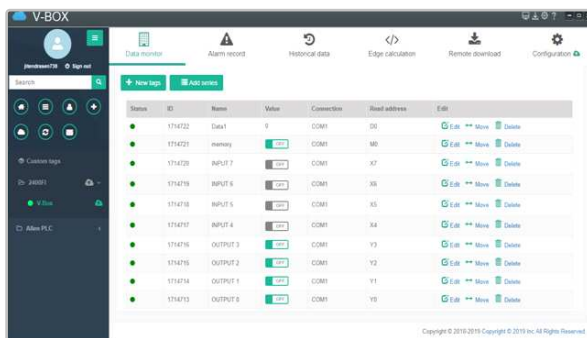 V-BOX
Data monitor
Alarm record
Historical data
Edge calculation
Remote download
Configuration
Sign out
Search
New tags
Add series
Custom tags
V-Box
Allen PLC
Status ID Name Value Connection Read address Edit
1714722 Data1 0 COM1 D0 Edit Move Delete
1714721 memory OFF COM1 M0 Edit Move Delete
1714720 INPUT 7 OFF COM1 X7 Edit Move Delete
1714719 INPUT 6 OFF COM1 X6 Edit Move Delete
1714718 INPUT 5 OFF COM1 X5 Edit Move Delete
1714717 INPUT 4 OFF COM1 X4 Edit Move Delete
1714716 OUTPUT 3 OFF COM1 Y3 Edit Move Delete
1714715 OUTPUT 2 OFF COM1 Y2 Edit Move Delete
1714714 OUTPUT 1 OFF COM1 Y1 Edit Move Delete
1714713 OUTPUT 0 OFF COM1 Y0 Edit Move Delete
Copyright © 2018-2019 Copyright © 2019 Inc All Rights Reserved